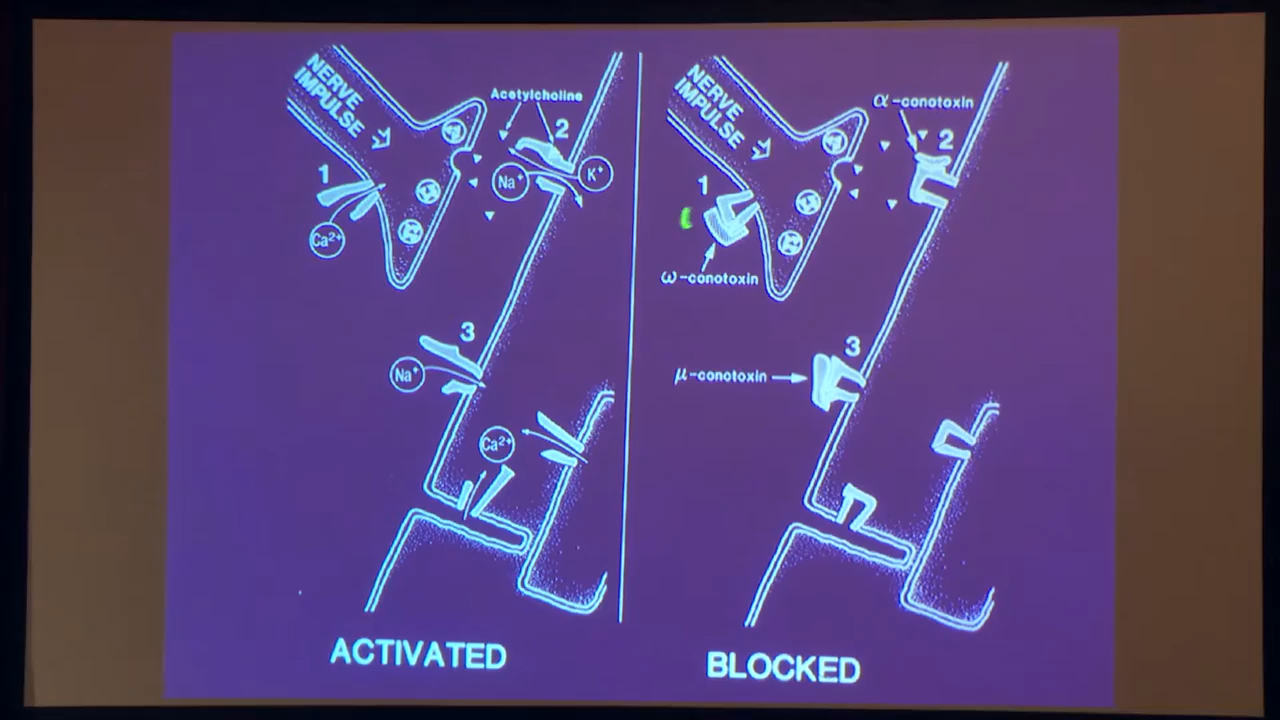 NERVE
IMPULSE
Acetylcholine
2
Na⁺
K⁺
1
Ca²⁺
3
Na⁺
Ca²⁺
ACTIVATED
NERVE
IMPULSE
α-conotoxin
2
1
ω-conotoxin
3
μ-conotoxin
BLOCKED